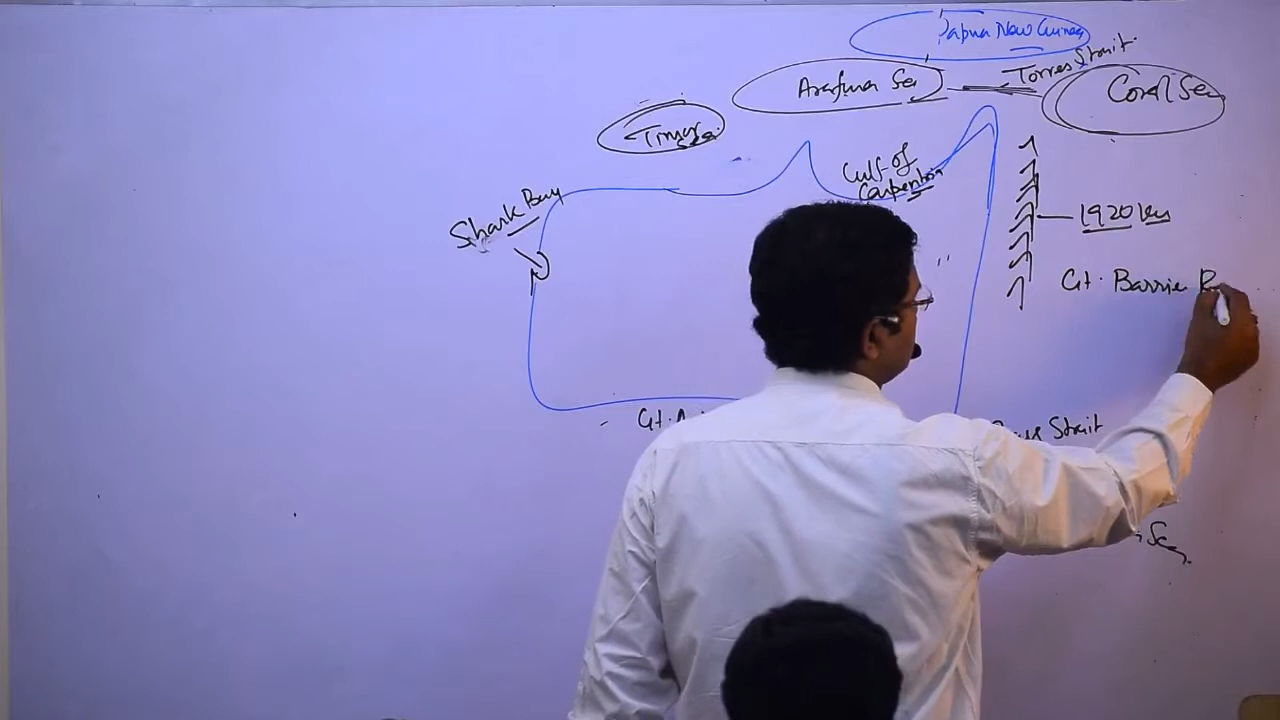 Papua New Guinea
Torres Strait
Arafura Sea
Coral Sea
Timor Sea
Gulf of
Carpentaria
Shark Bay
1920 km
Gt. Barrier
Gt.
Strait
Sea